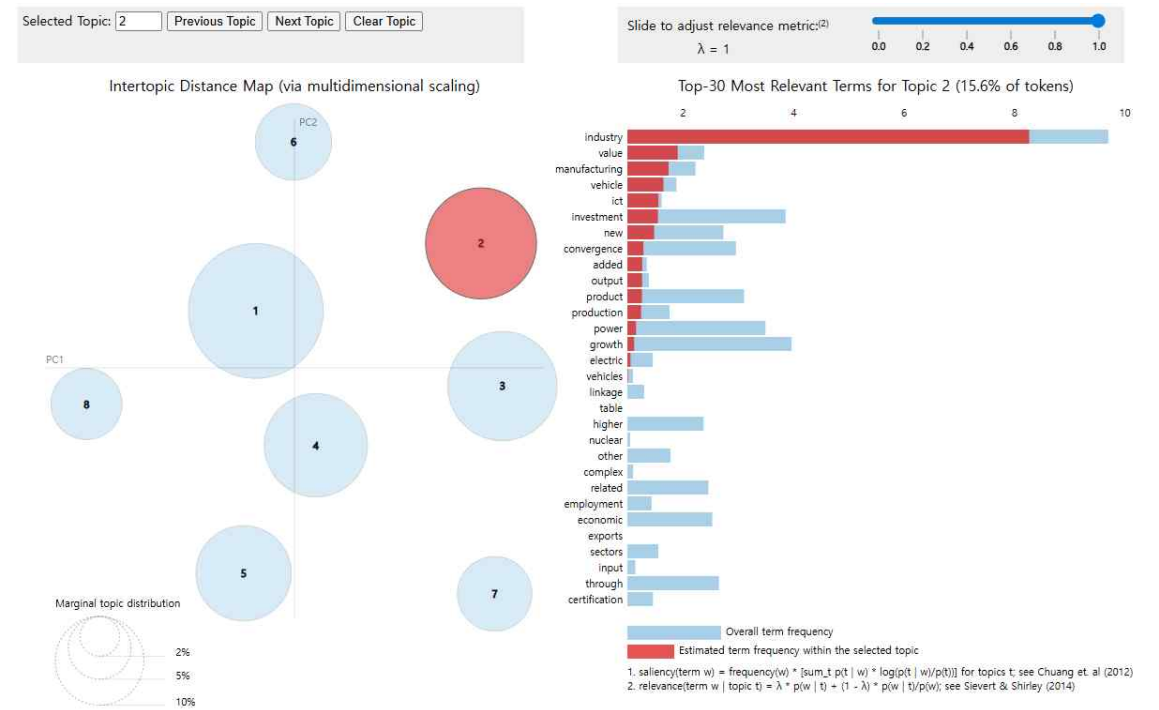 Selected Topic: 2 Previous Topic Next Topic Clear Topic
Slide to adjust relevance metric:(2)
λ = 1
0.0 0.2 0.4 0.6 0.8 1.0
Intertopic Distance Map (via multidimensional scaling)
PC2
PC1
6
2
1
3
8
4
5
7
Marginal topic distribution
2%
5%
10%
Top-30 Most Relevant Terms for Topic 2 (15.6% of tokens)
2 4 6 8 10
industry
value
manufacturing
vehicle
ict
investment
new
convergence
added
output
product
production
power
growth
electric
vehicles
linkage
table
higher
nuclear
other
complex
related
employment
economic
exports
sectors
input
through
certification
Overall term frequency
Estimated term frequency within the selected topic
1. saliency(term w) = frequency(w) * [sum_t p(t | w) * log(p(t | w)/p(t))] for topics t; see Chuang et. al (2012)
2. relevance(term w | topic t) = λ * p(w | t) + (1 - λ) * p(w | t)/p(w); see Sievert & Shirley (2014)